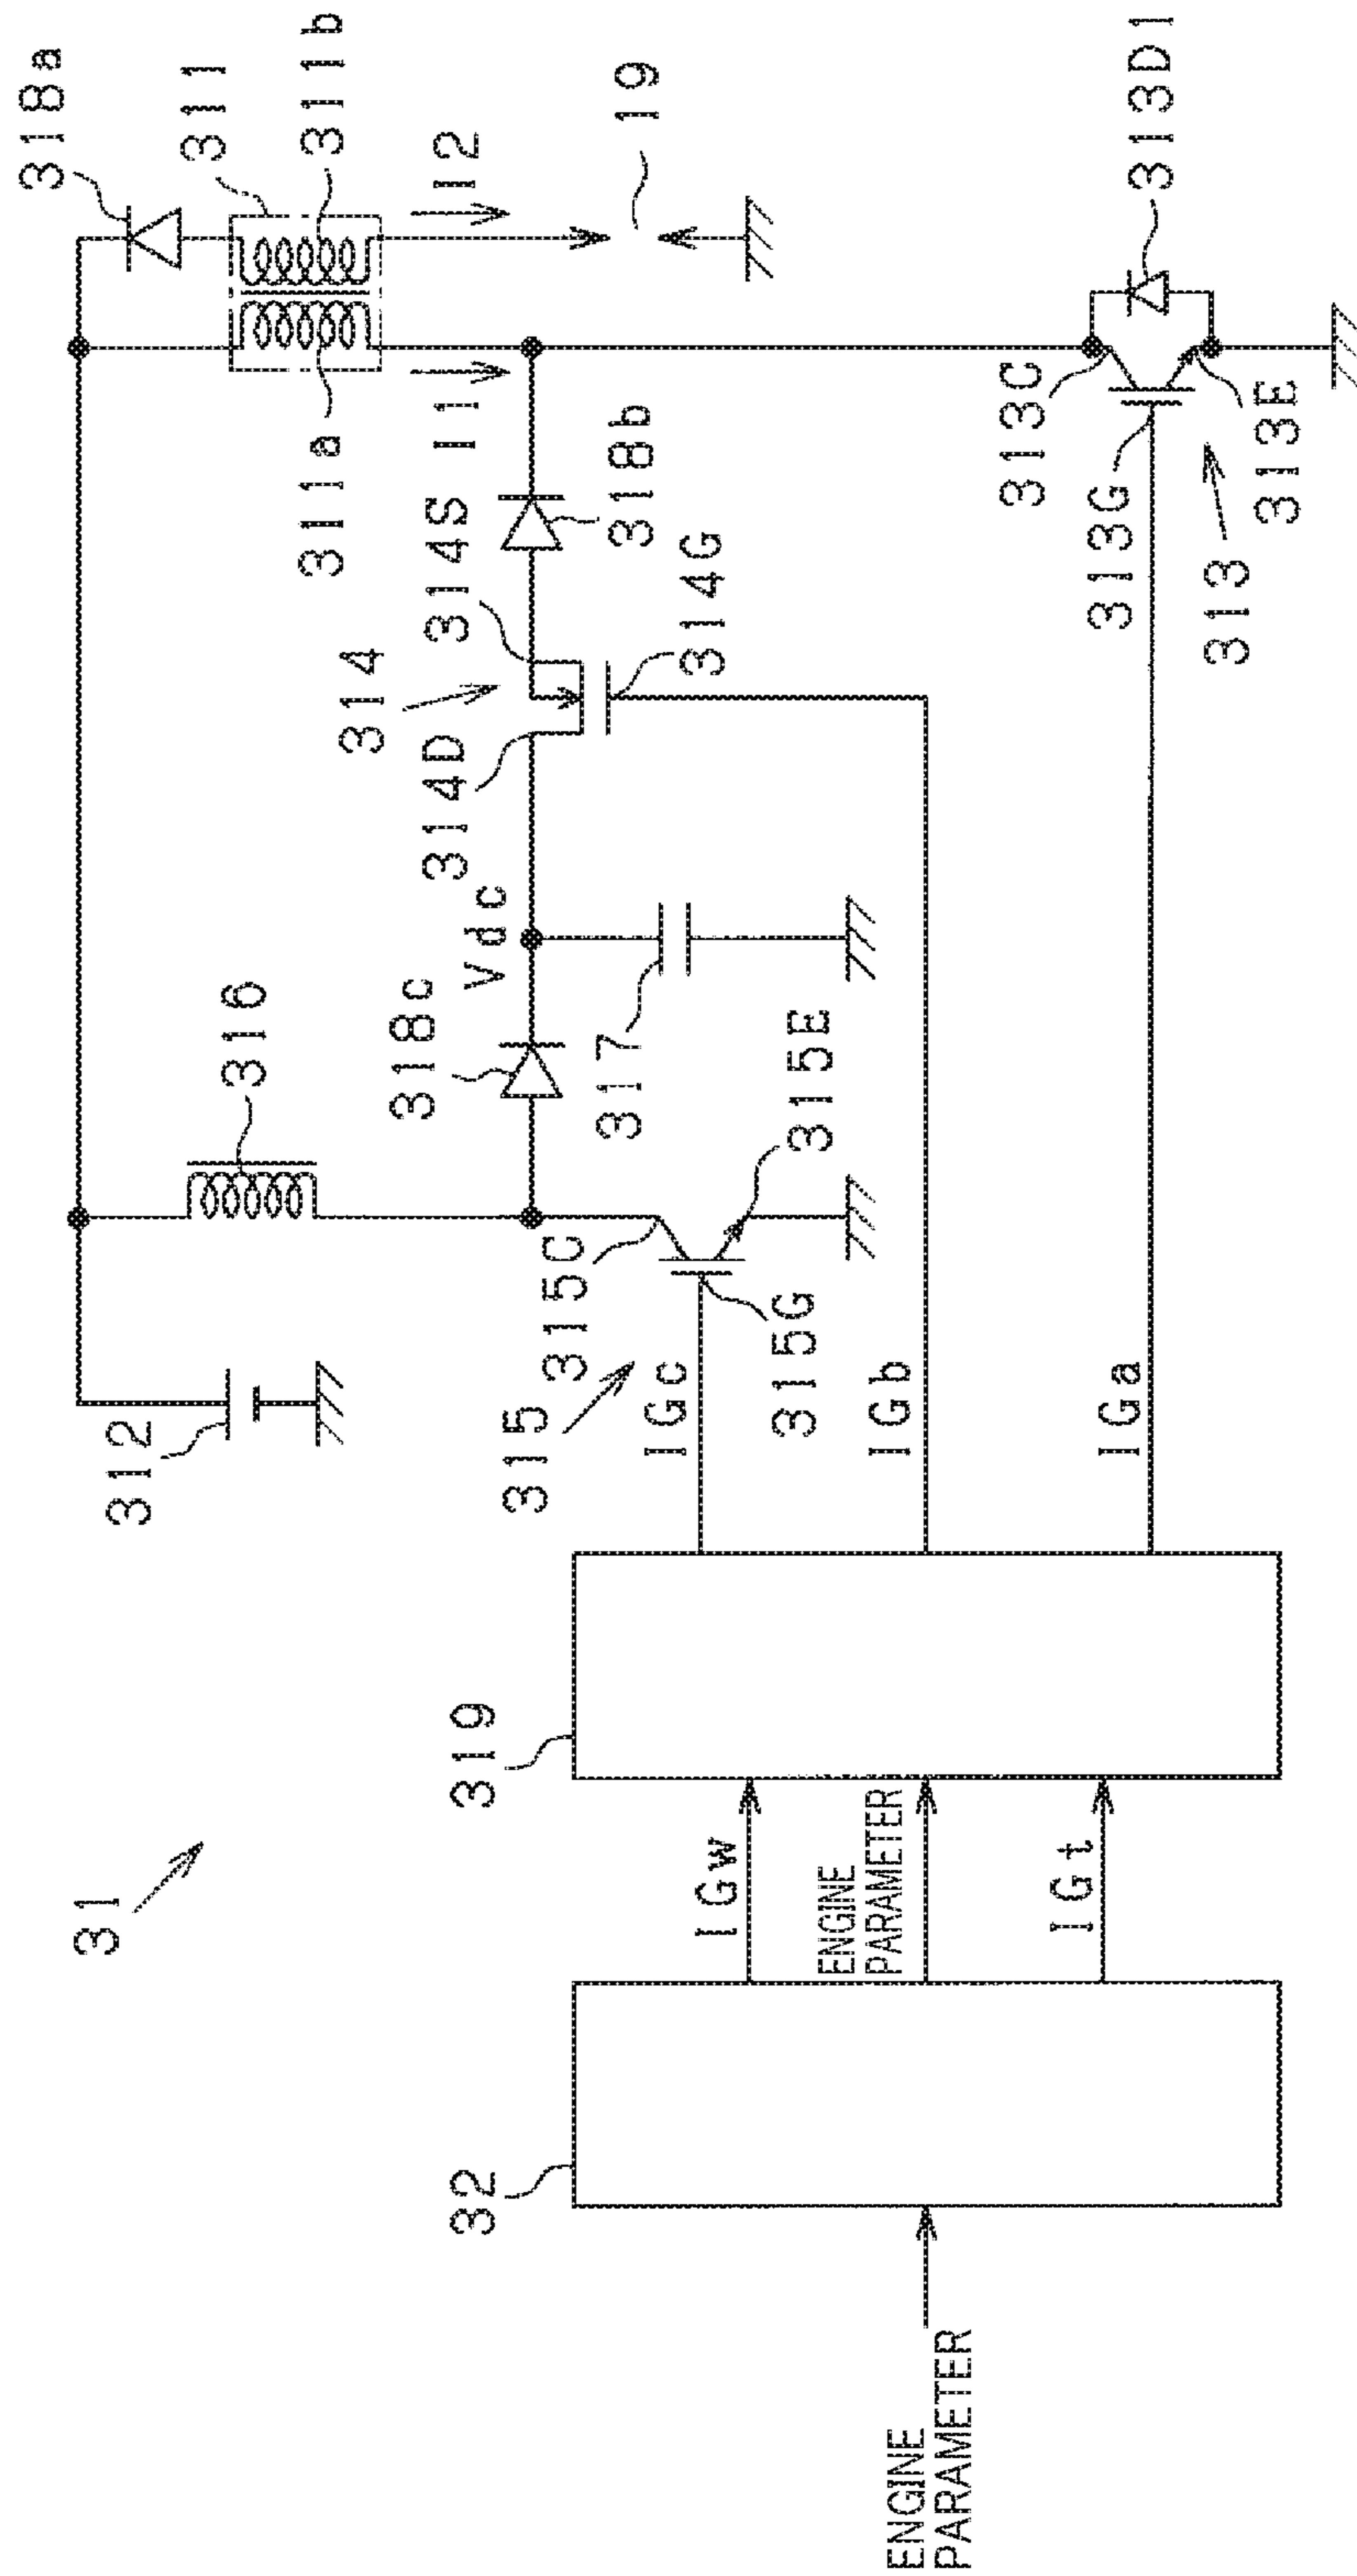 31
312
316
318a
311
311b
311a
I1
I2
19
318c
Vdc
314
314D
314S
318b
314G
317
315
315C
315E
315G
IGc
IGb
IGa
313C
313G
313
313E
313D1
319
IGw
ENGINE
PARAMETER
IGt
32
ENGINE
PARAMETER